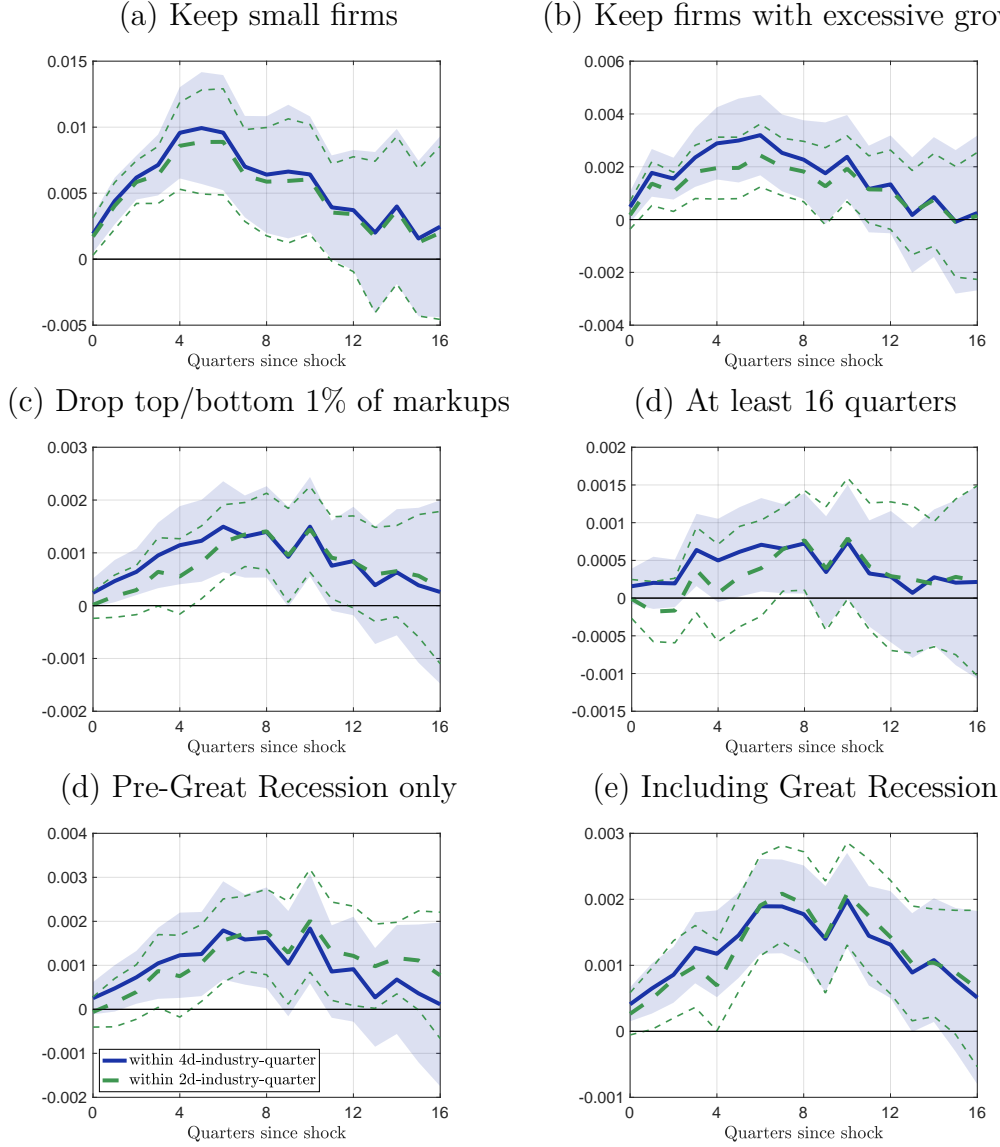 (a) Keep small firms
(b) Keep firms with excessive grov
0.015
0.01
0.005
0
-0.005
0 4 8 12 16
Quarters since shock
0.006
0.004
0.002
0
-0.002
-0.004
0 4 8 12 16
Quarters since shock
(c) Drop top/bottom 1% of markups
(d) At least 16 quarters
0.003
0.002
0.001
0
-0.001
-0.002
0 4 8 12 16
Quarters since shock
0.002
0.0015
0.001
0.0005
0
-0.0005
-0.001
-0.0015
0 4 8 12 16
Quarters since shock
(d) Pre-Great Recession only
(e) Including Great Recession
0.004
0.003
0.002
0.001
0
-0.001
-0.002
within 4d-industry-quarter
within 2d-industry-quarter
0 4 8 12 16
Quarters since shock
0.003
0.002
0.001
0
-0.001
0 4 8 12 16
Quarters since shock